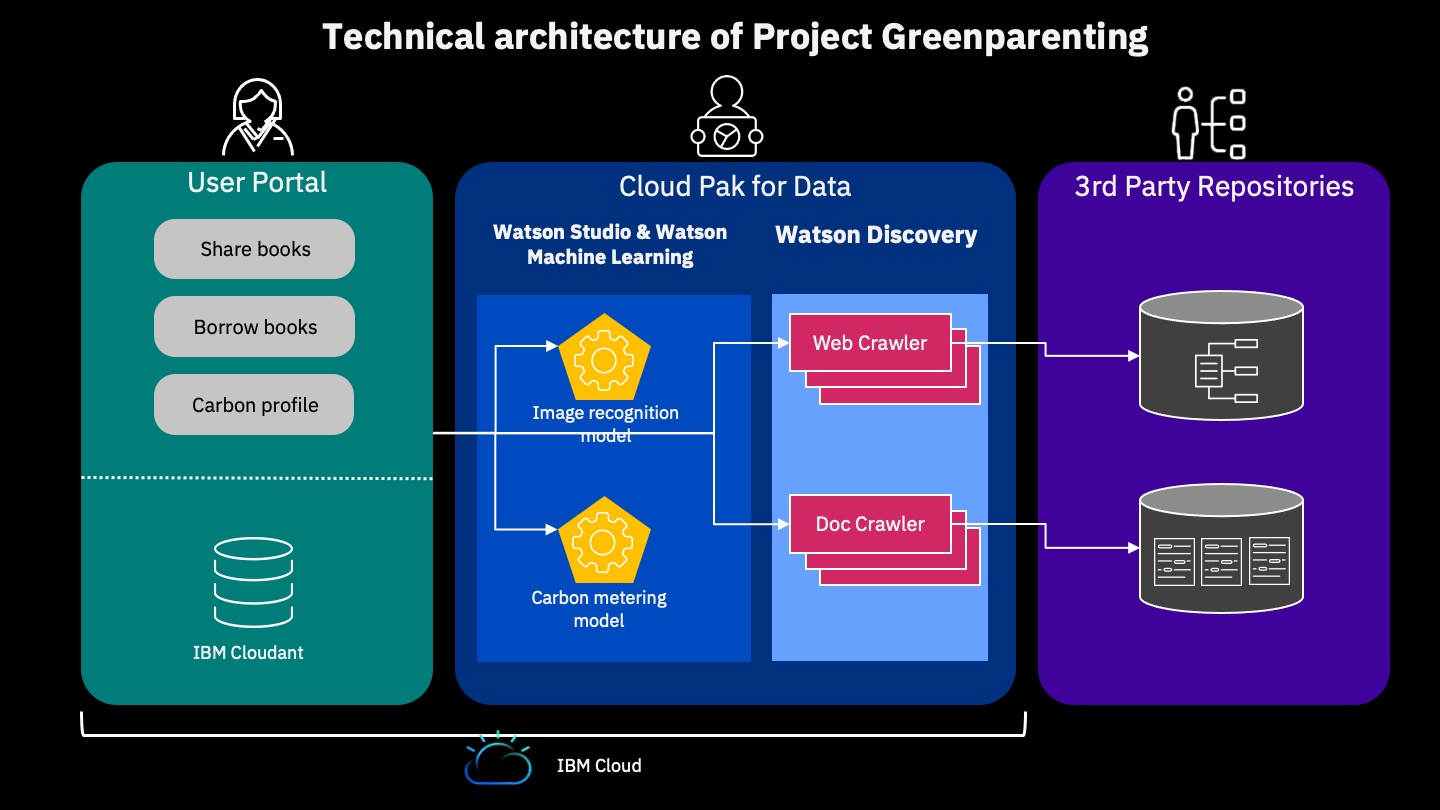 Technical architecture of Project Greenparenting
User Portal
Share books
Borrow books
Carbon profile
IBM Cloudant
Cloud Pak for Data
Watson Studio & Watson
Machine Learning
Image recognition
model
Carbon metering
model
Watson Discovery
Web Crawler
Doc Crawler
3rd Party Repositories
IBM Cloud